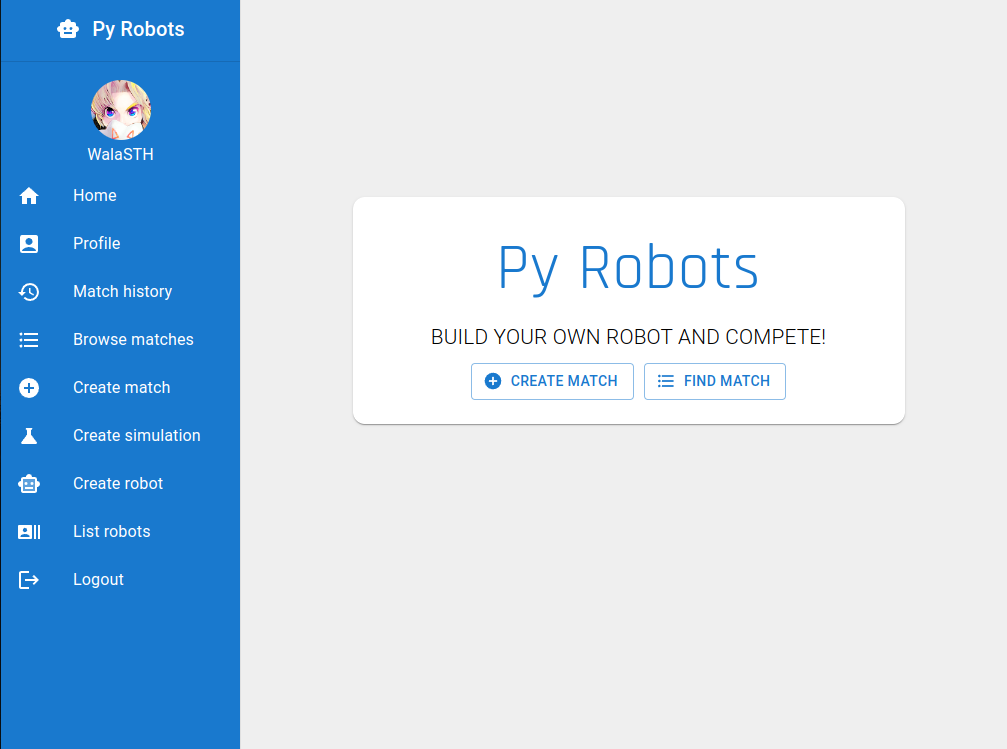 Py Robots
WalaSTH
Home
Profile
Match history
Browse matches
Create match
Create simulation
Create robot
List robots
Logout
Py Robots
BUILD YOUR OWN ROBOT AND COMPETE!
CREATE MATCH
FIND MATCH